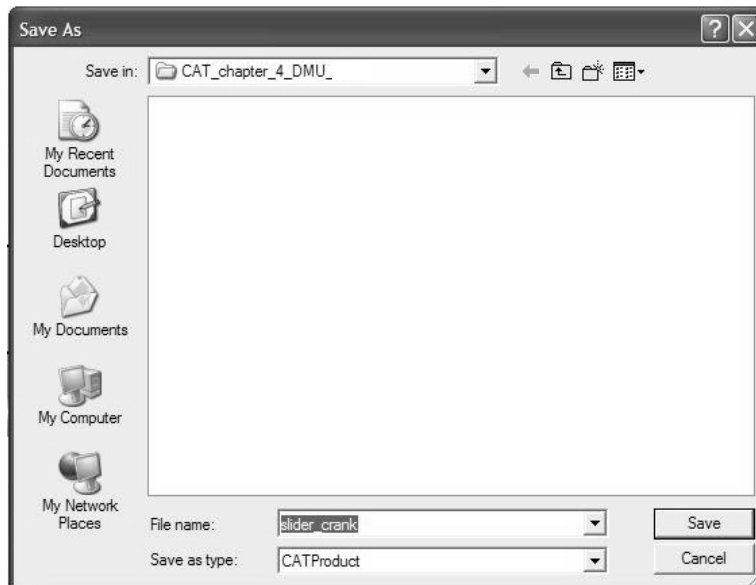 Save As
Save in: CAT_chapter_4_DMU_
My Recent
Documents
Desktop
My Documents
My Computer
My Network
Places
File name: slider_crank Save
Save as type: CATProduct Cancel